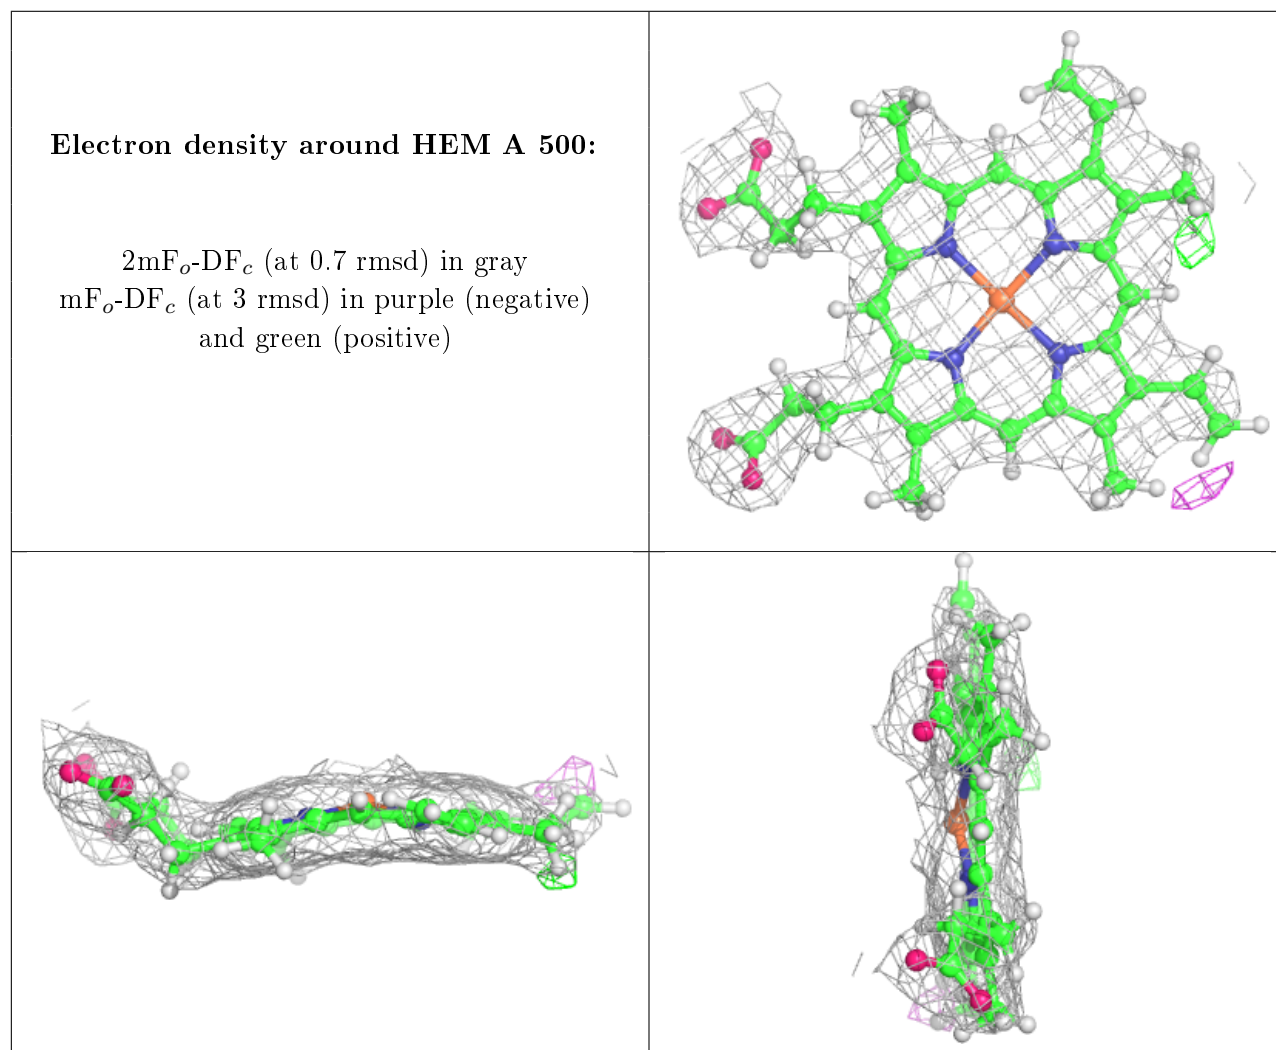 Electron density around HEM A 500:
2mFo-DFc (at 0.7 rmsd) in gray
mFo-DFc (at 3 rmsd) in purple (negative)
and green (positive)